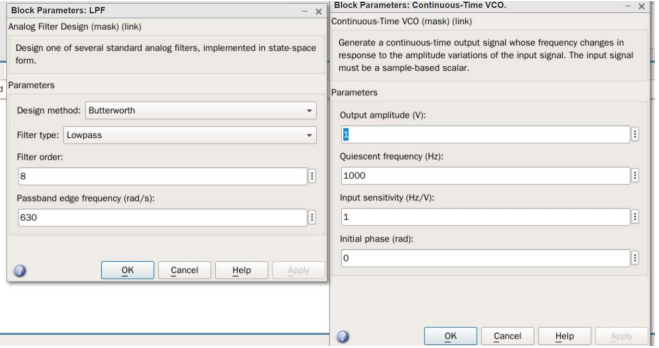 Block Parameters: LPF
Analog Filter Design (mask) (link)
Design one of several standard analog filters, implemented in state-space
form.
Parameters
Design method: Butterworth
Filter type: Lowpass
Filter order:
8
Passband edge frequency (rad/s):
630
OK Cancel Help Apply
Block Parameters: Continuous-Time VCO.
Continuous-Time VCO (mask) (link)
Generate a continuous-time output signal whose frequency changes in
response to the amplitude variations of the input signal. The input signal
must be a sample-based scalar.
Parameters
Output amplitude (V):
1
Quiescent frequency (Hz):
1000
Input sensitivity (Hz/V):
1
Initial phase (rad):
0
OK Cancel Help Apply